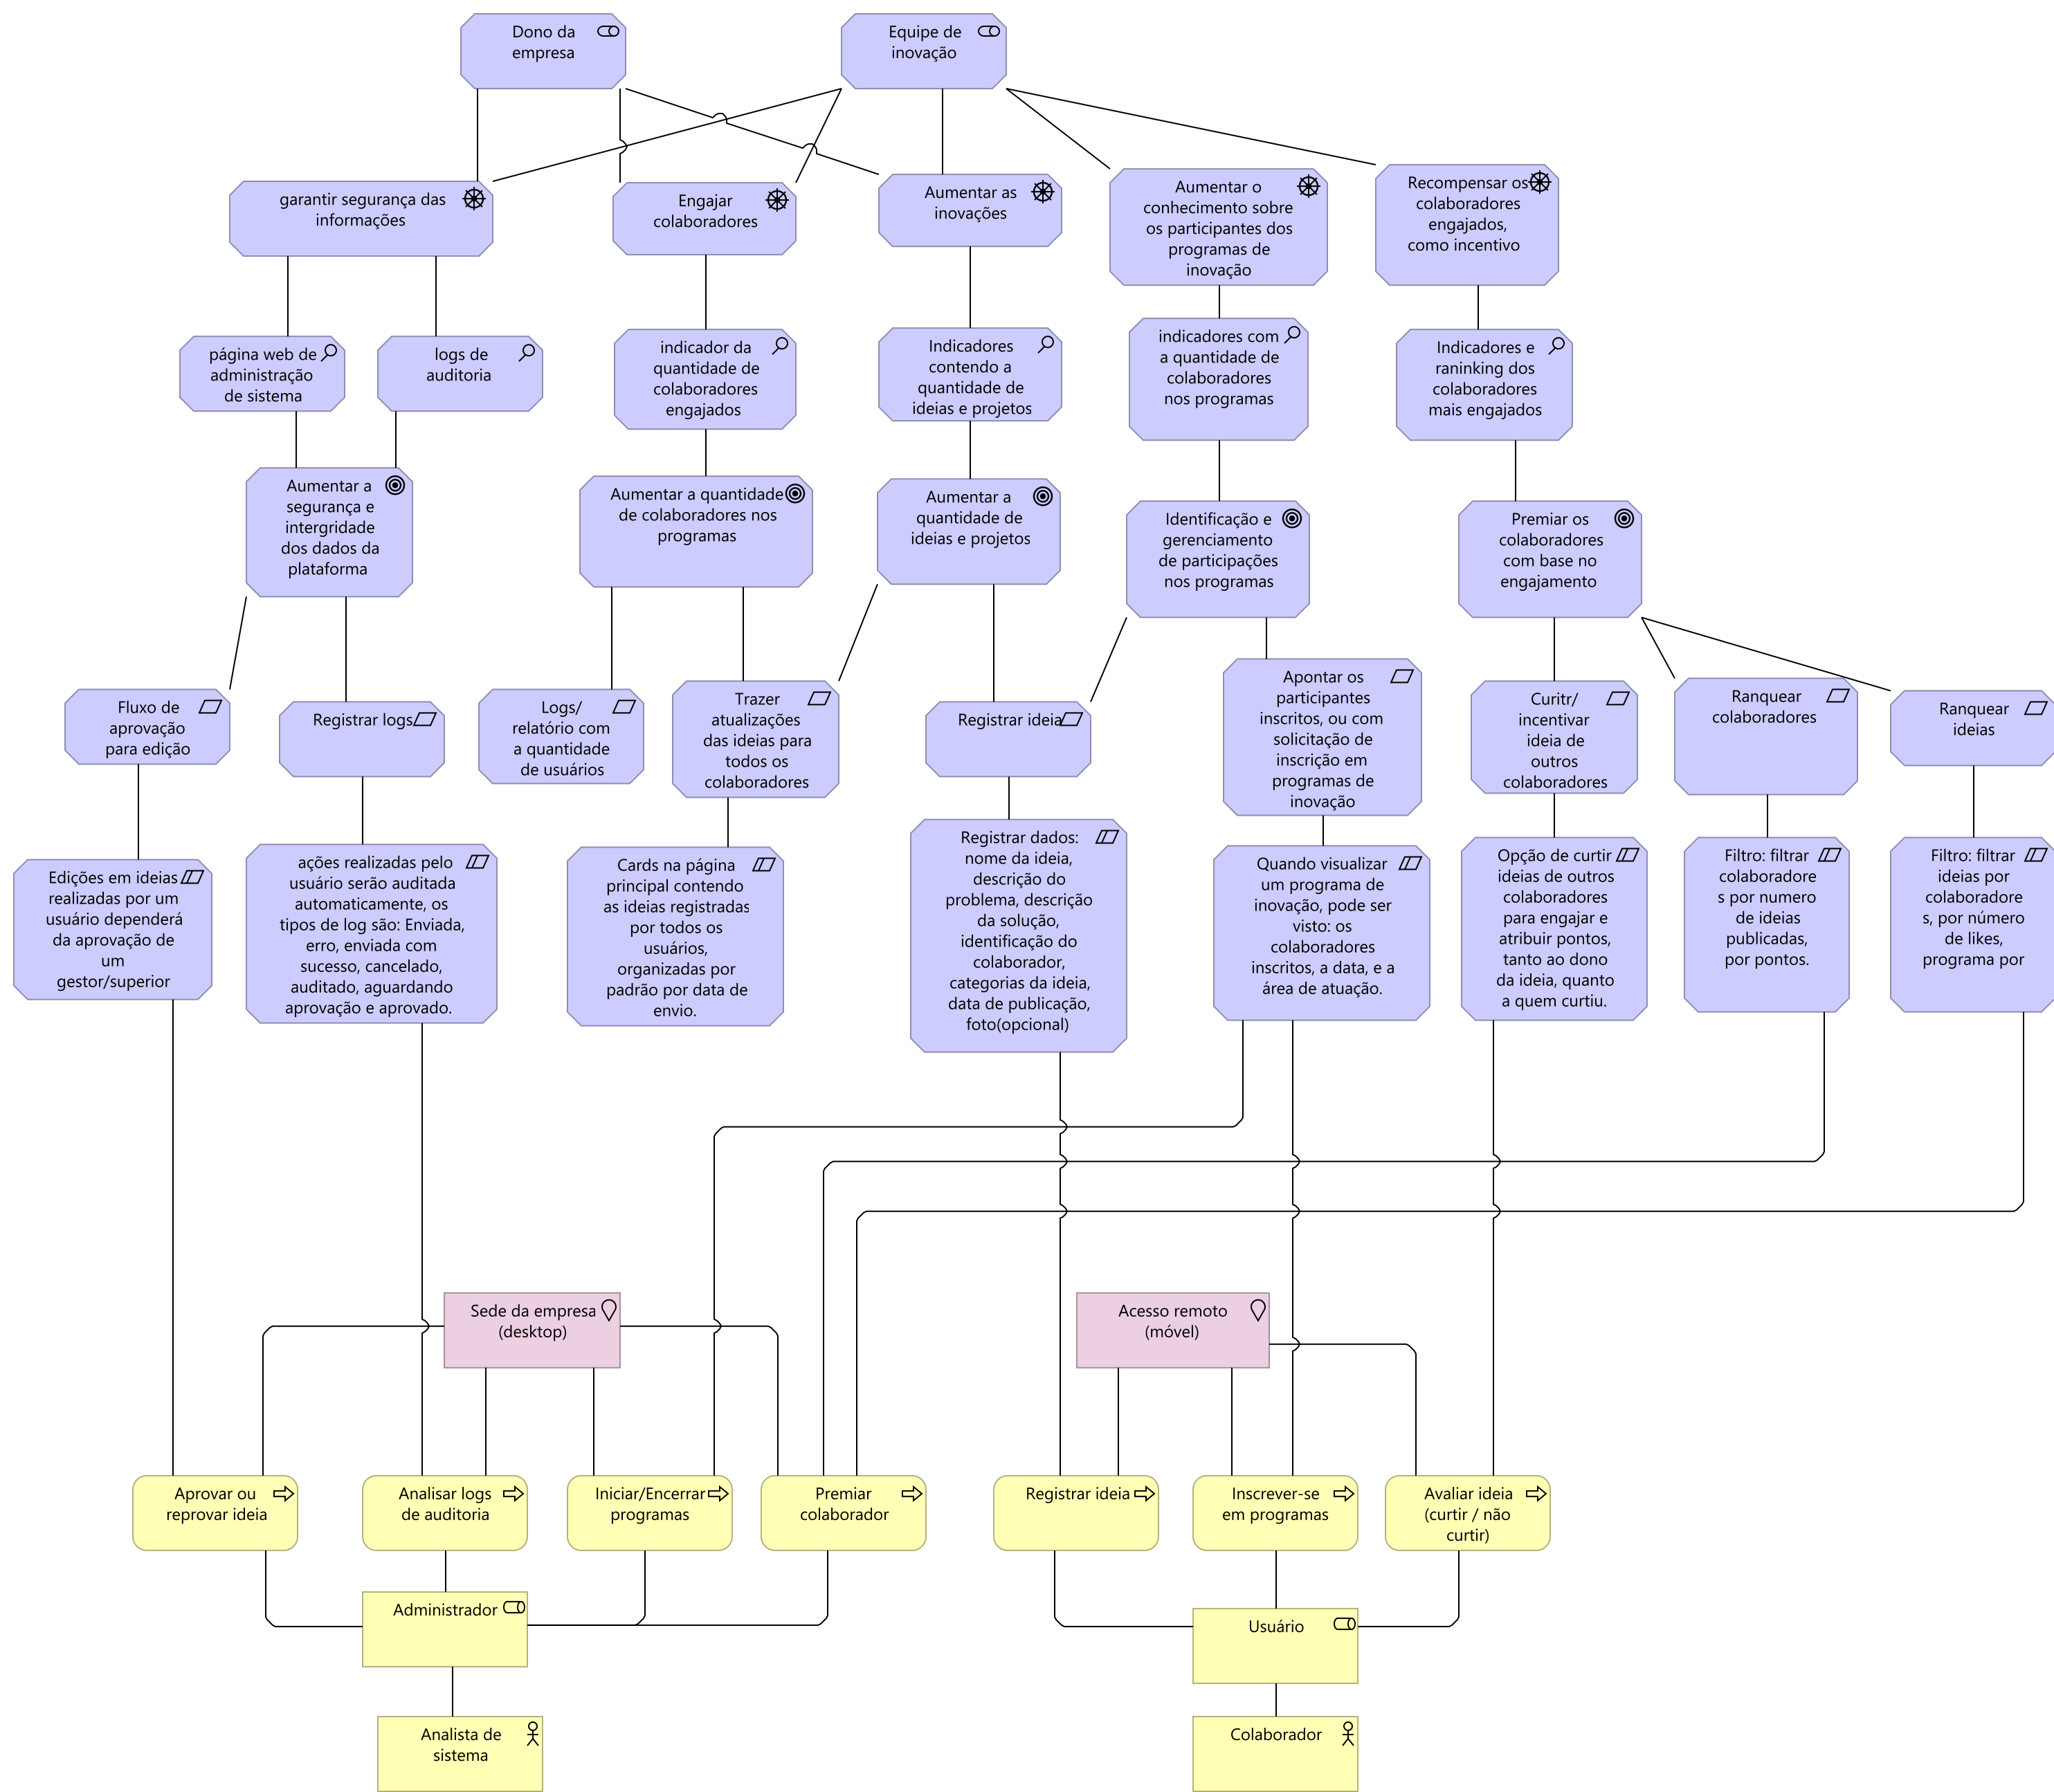 Dono da
empresa
Equipe de
inovação
garantir segurança das
informações
Engajar
colaboradores
Aumentar as
inovações
Aumentar o
conhecimento sobre
os participantes dos
programas de
inovação
Recompensar os
colaboradores
engajados,
como incentivo
página web de
administração
de sistema
logs de
auditoria
indicador da
quantidade de
colaboradores
engajados
Indicadores
contendo a
quantidade de
ideias e projetos
indicadores com
a quantidade de
colaboradores
nos programas
Indicadores e
raninking dos
colaboradores
mais engajados
Aumentar a
segurança e
intergridade
dos dados da
plataforma
Aumentar a quantidade
de colaboradores nos
programas
Aumentar a
quantidade de
ideias e projetos
Identificação e
gerenciamento
de participações
nos programas
Premiar os
colaboradores
com base no
engajamento
Fluxo de
aprovação
para edição
Registrar logs
Logs/
relatório com
a quantidade
de usuários
Trazer
atualizações
das ideias para
todos os
colaboradores
Registrar ideia
Apontar os
participantes
inscritos, ou com
solicitação de
inscrição em
programas de
inovação
Curitr/
incentivar
ideia de
outros
colaboradores
Ranquear
colaboradores
Ranquear
ideias
Edições em ideias
realizadas por um
usuário dependerá
da aprovação de
um
gestor/superior
ações realizadas pelo
usuário serão auditada
automaticamente, os
tipos de log são: Enviada,
erro, enviada com
sucesso, cancelado,
auditado, aguardando
aprovação e aprovado.
Cards na página
principal contendo
as ideias registradas
por todos os
usuários,
organizadas por
padrão por data de
envio.
Registrar dados:
nome da ideia,
descrição do
problema, descrição
da solução,
identificação do
colaborador,
categorias da ideia,
data de publicação,
foto(opcional)
Quando visualizar
um programa de
inovação, pode ser
visto: os
colaboradores
inscritos, a data, e a
área de atuação.
Opção de curtir
ideias de outros
colaboradores
para engajar e
atribuir pontos,
tanto ao dono
da ideia, quanto
a quem curtiu.
Filtro: filtrar
colaboradore
s por numero
de ideias
publicadas,
por pontos.
Filtro: filtrar
ideias por
colaboradore
s, por número
de likes,
programa por
Sede da empresa
(desktop)
Acesso remoto
(móvel)
Aprovar ou
reprovar ideia
Analisar logs
de auditoria
Iniciar/Encerrar
programas
Premiar
colaborador
Registrar ideia
Inscrever-se
em programas
Avaliar ideia
(curtir / não
curtir)
Administrador
Usuário
Analista de
sistema
Colaborador